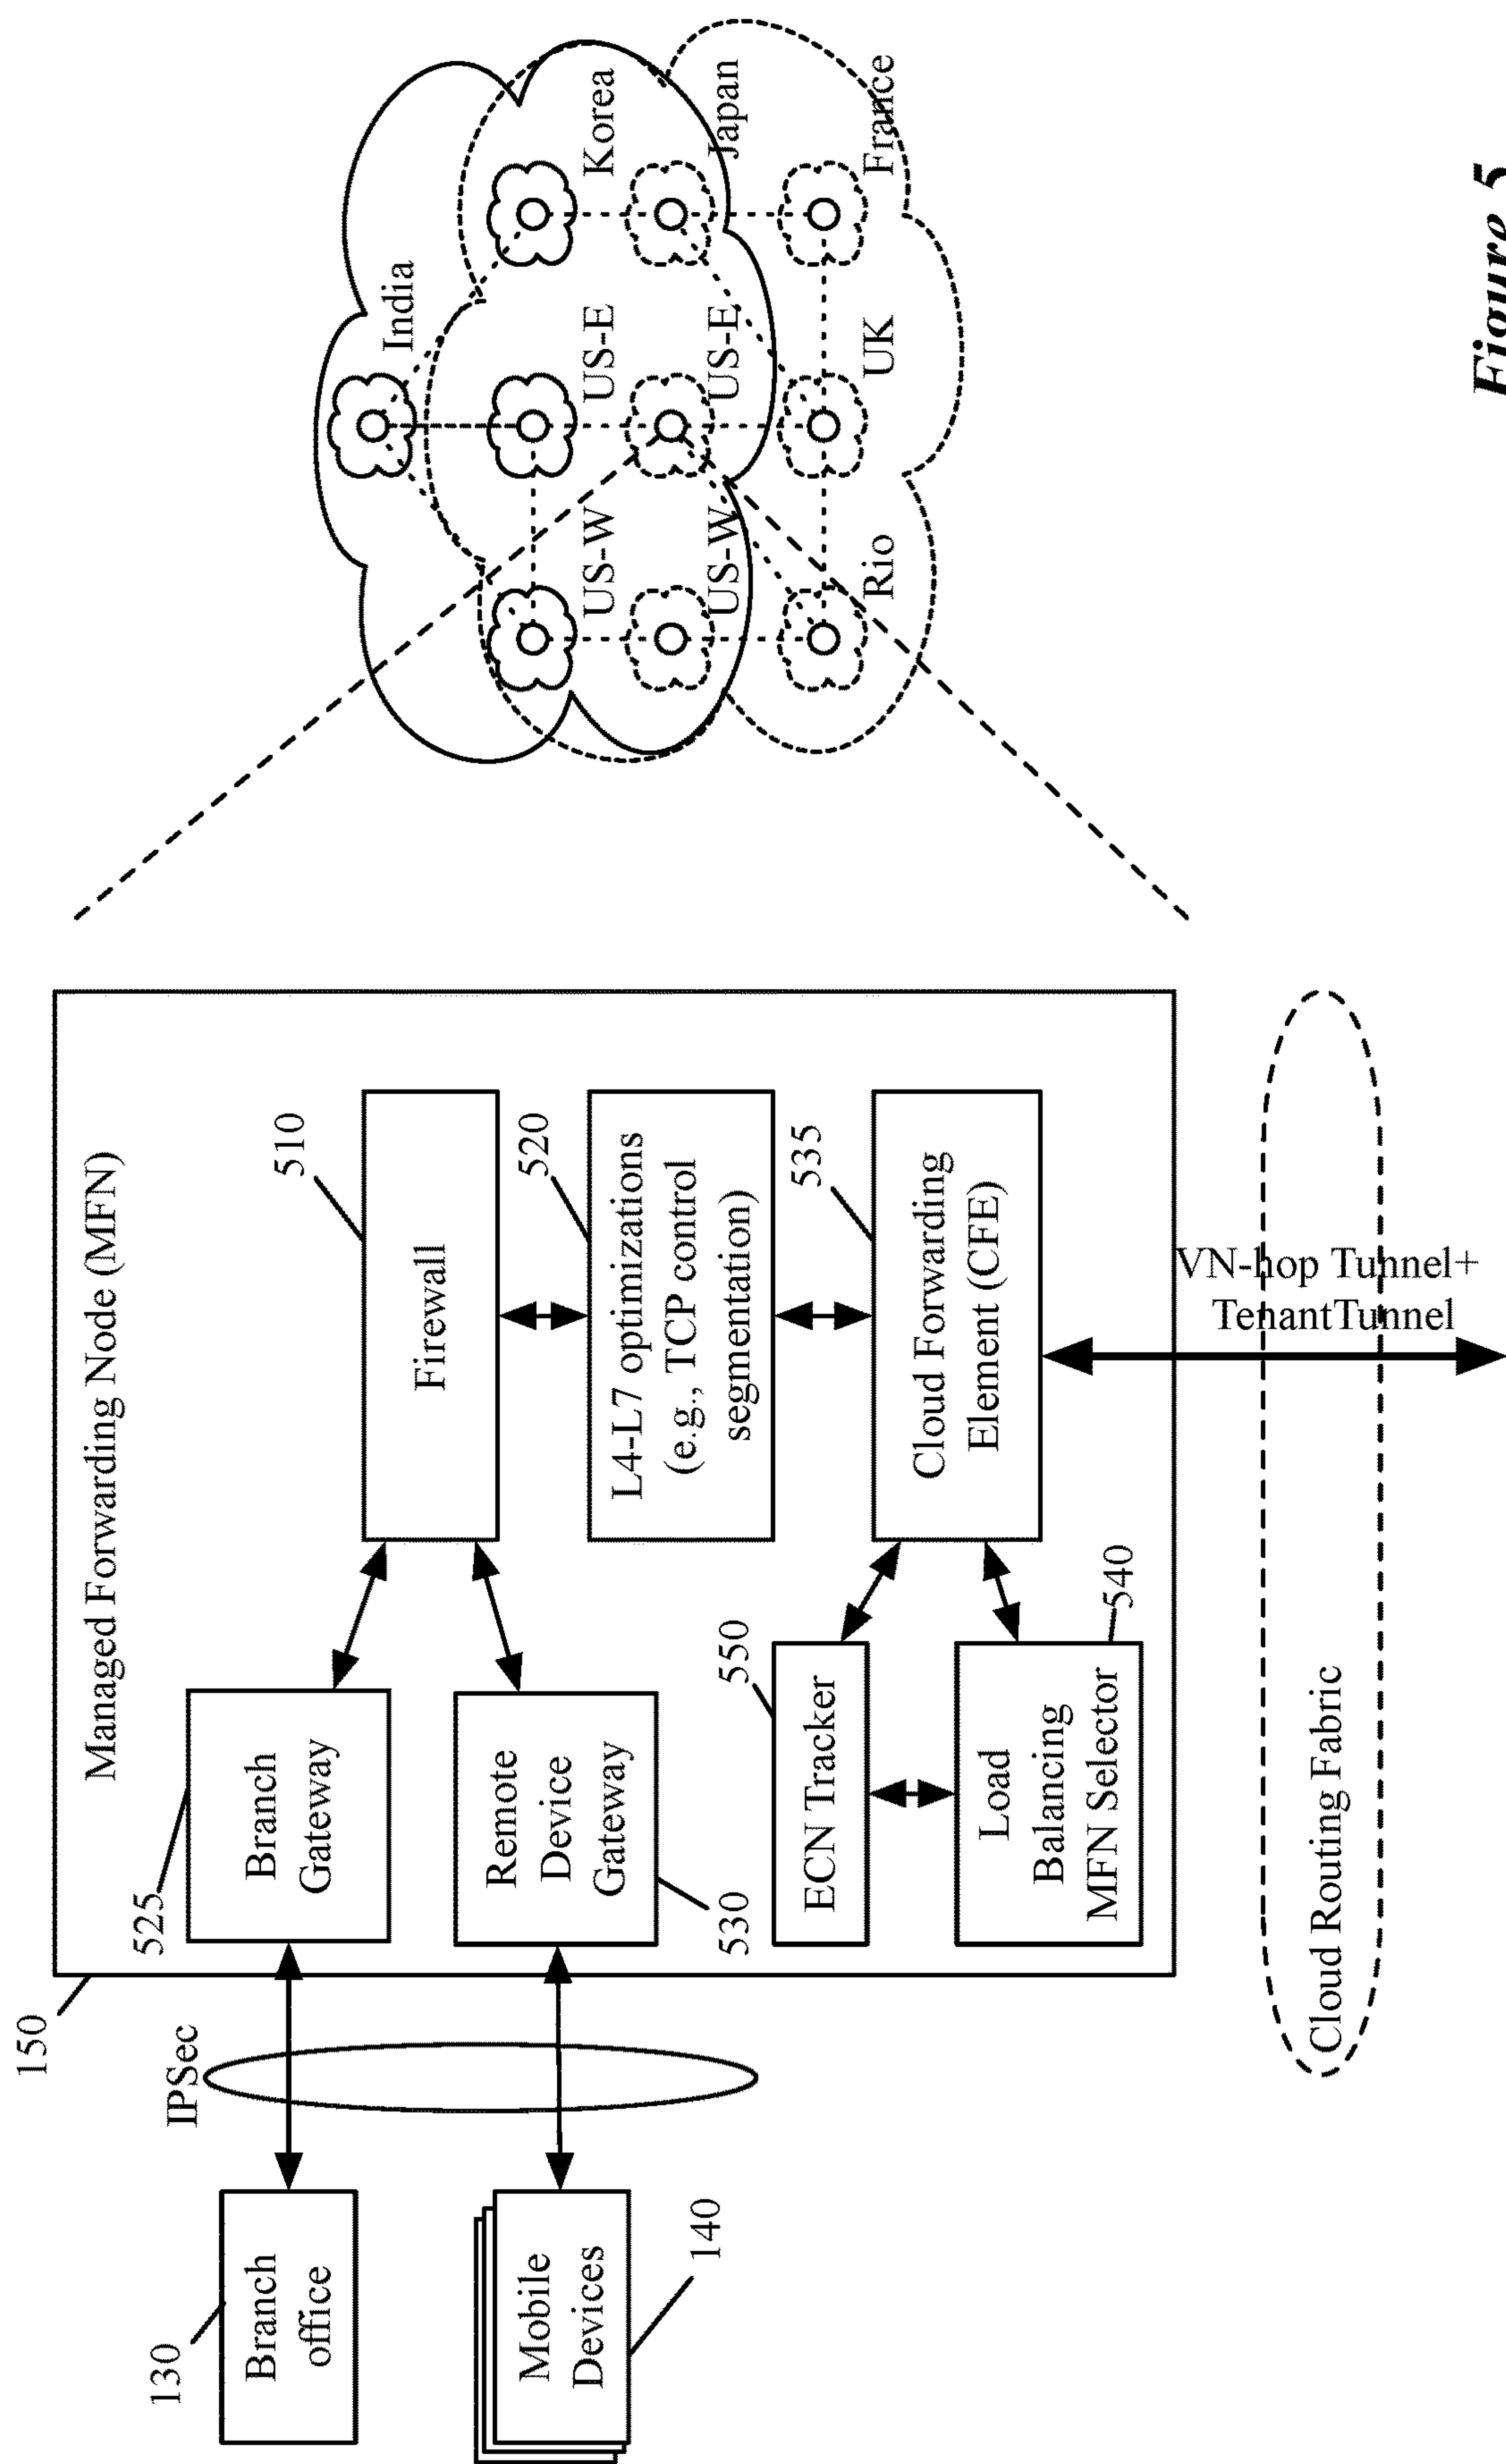 Managed Forwarding Node (MFN)
150
130
Branch
office
IPSec
525
Branch
Gateway
510
Firewall
Mobile
Devices
140
Remote
Device
Gateway
530
520
L4-L7 optimizations
(e.g., TCP control
segmentation)
550
ECN Tracker
Load
Balancing
MFN Selector
540
535
Cloud Forwarding
Element (CFE)
VN-hop Tunnel+
TenantTunnel
Cloud Routing Fabric
India
US-W
US-E
Korea
US-W
US-E
Japan
Rio
UK
France
Figure 5